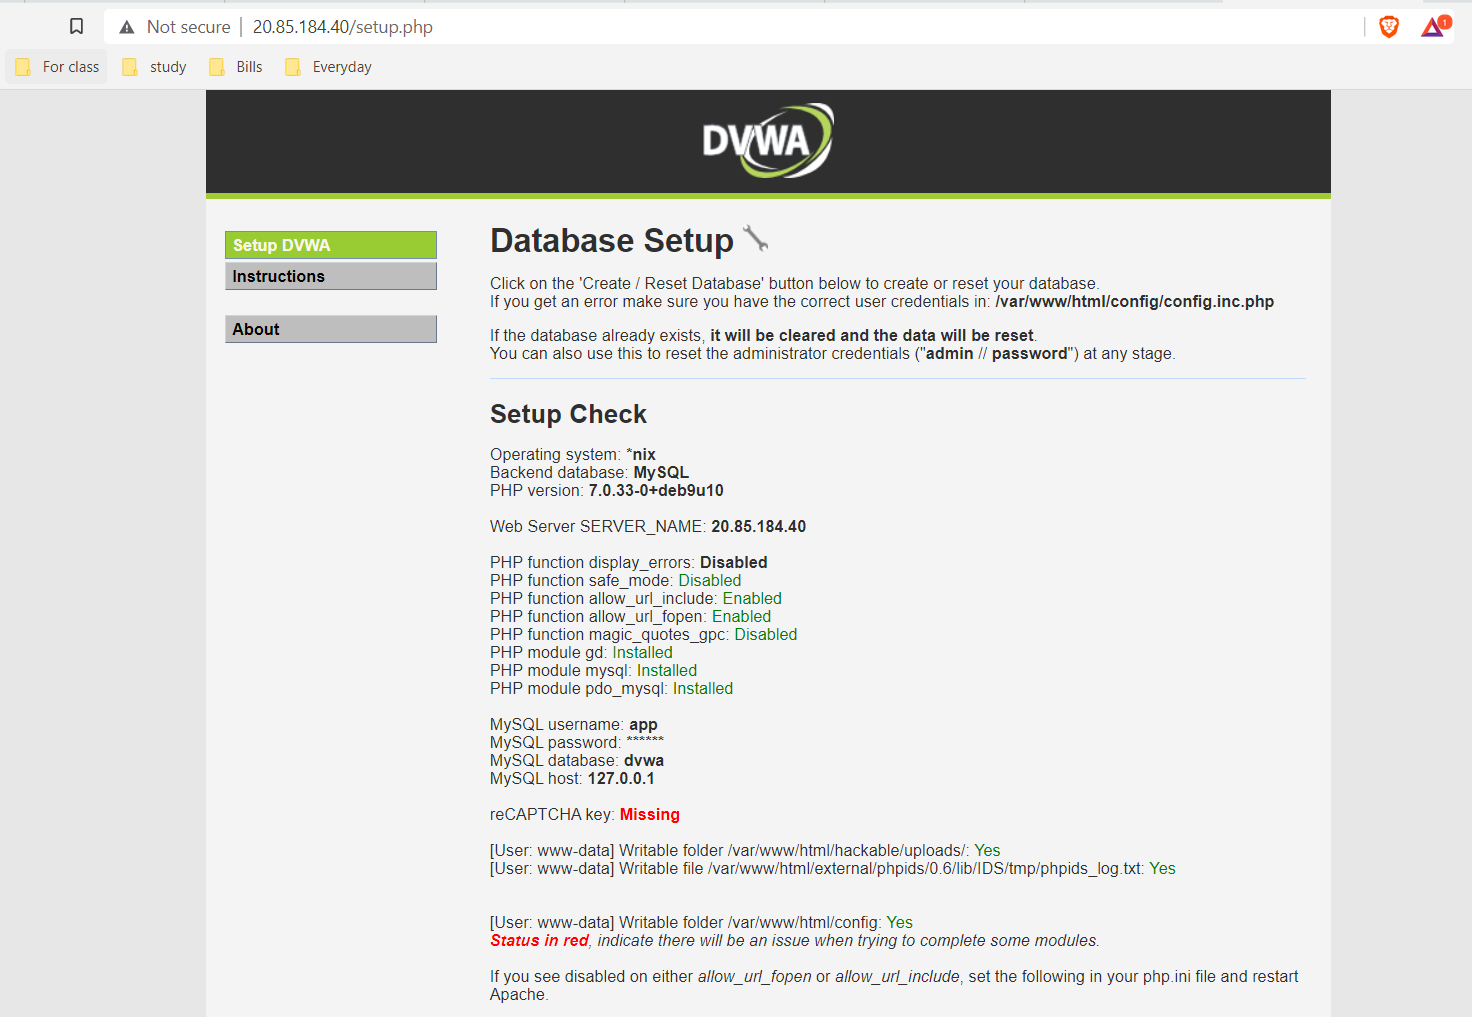 Not secure | 20.85.184.40/setup.php
1
For class study Bills Everyday
DVWA
Setup DVWA
Instructions
About
Database Setup
Click on the 'Create / Reset Database' button below to create or reset your database.
If you get an error make sure you have the correct user credentials in: /var/www/html/config/config.inc.php
If the database already exists, it will be cleared and the data will be reset.
You can also use this to reset the administrator credentials ("admin // password") at any stage.
Setup Check
Operating system: *nix
Backend database: MySQL
PHP version: 7.0.33-0+deb9u10
Web Server SERVER_NAME: 20.85.184.40
PHP function display_errors: Disabled
PHP function safe_mode: Disabled
PHP function allow_url_include: Enabled
PHP function allow_url_fopen: Enabled
PHP function magic_quotes_gpc: Disabled
PHP module gd: Installed
PHP module mysql: Installed
PHP module pdo_mysql: Installed
MySQL username: app
MySQL password: ******
MySQL database: dvwa
MySQL host: 127.0.0.1
reCAPTCHA key: Missing
[User: www-data] Writable folder /var/www/html/hackable/uploads/: Yes
[User: www-data] Writable file /var/www/html/external/phpids/0.6/lib/IDS/tmp/phpids_log.txt: Yes
[User: www-data] Writable folder /var/www/html/config: Yes
Status in red, indicate there will be an issue when trying to complete some modules.
If you see disabled on either allow_url_fopen or allow_url_include, set the following in your php.ini file and restart
Apache.